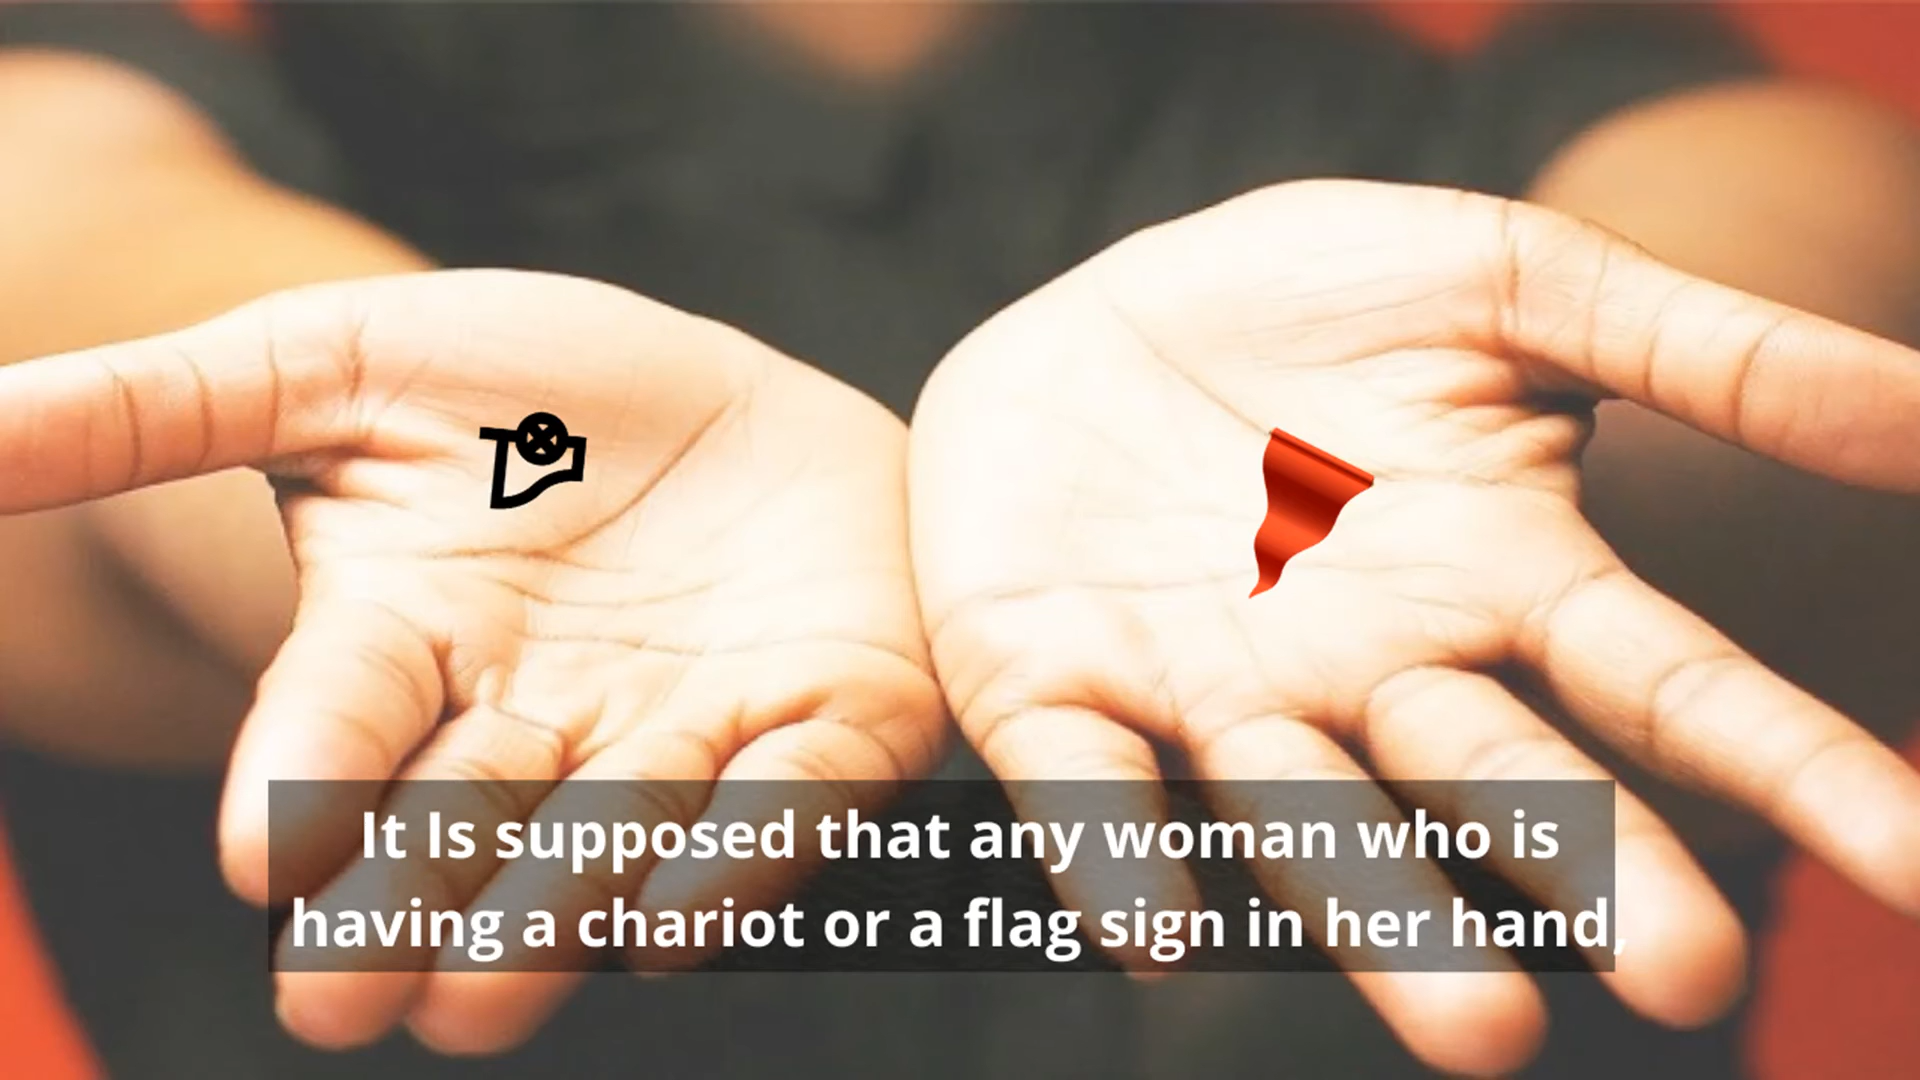 It Is supposed that any woman who is
having a chariot or a flag sign in her hand,